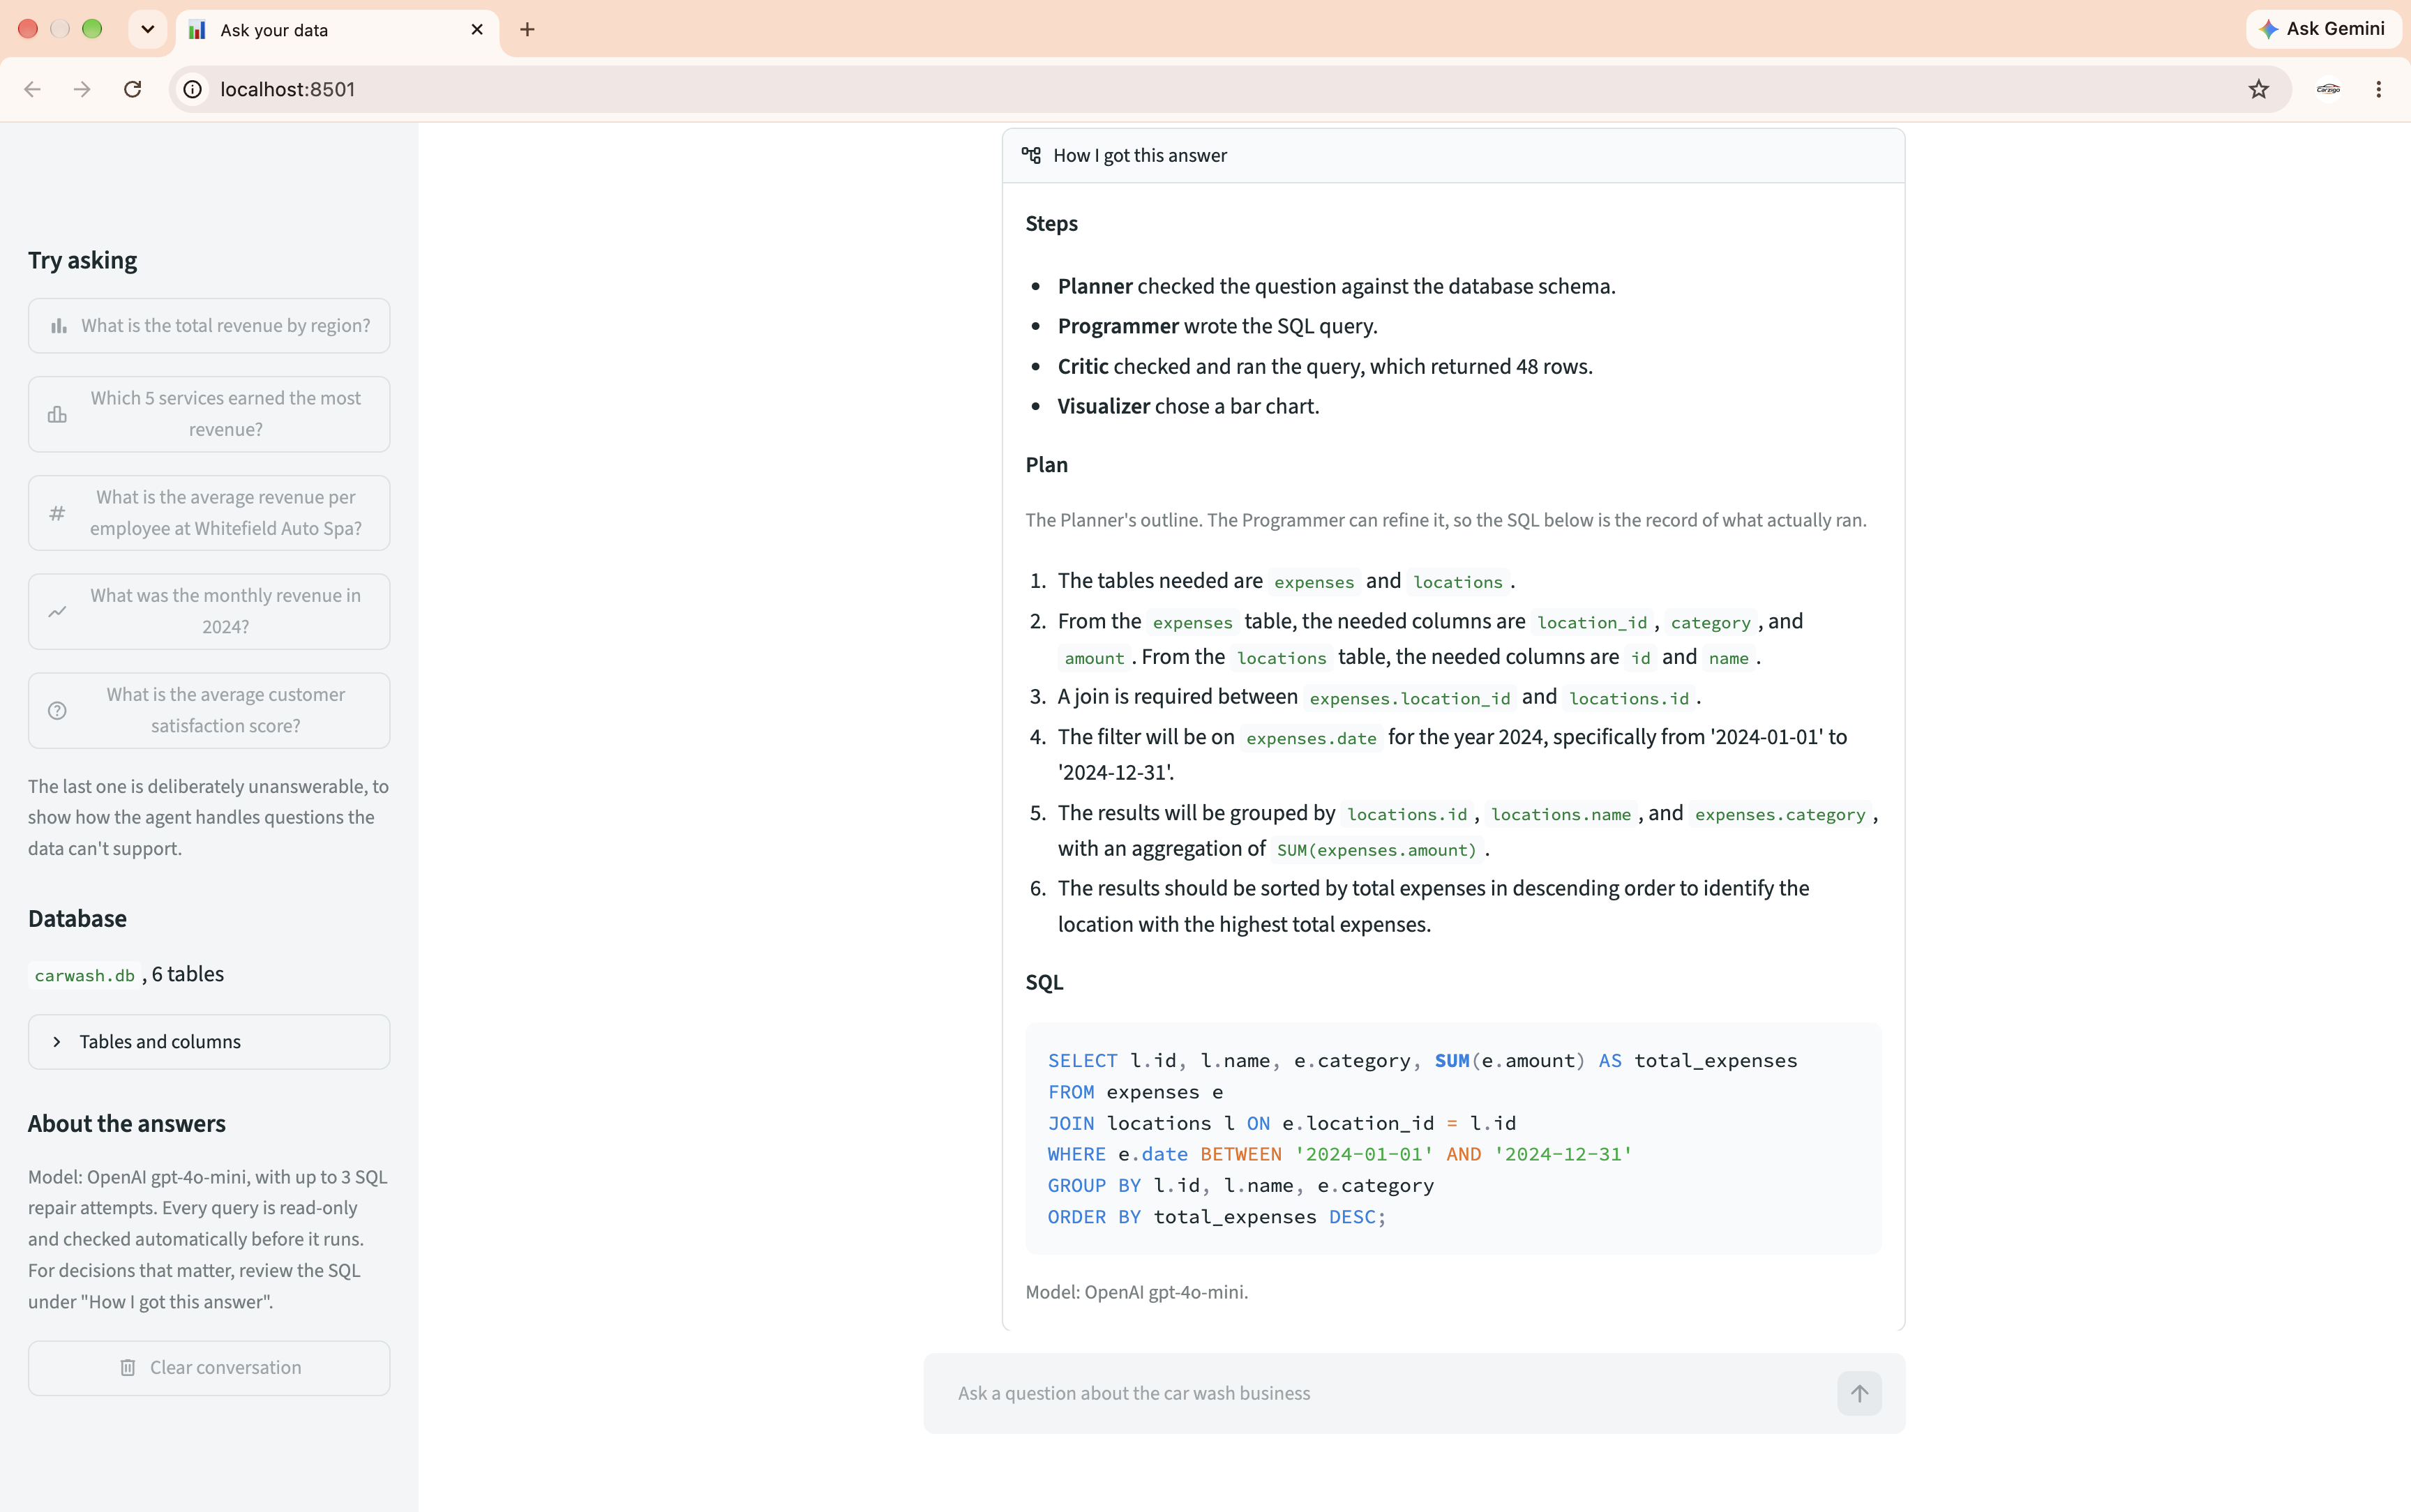 Ask your data
Ask Gemini
localhost:8501
Carzigo
Try asking
What is the total revenue by region?
Which 5 services earned the most
revenue?
What is the average revenue per
employee at Whitefield Auto Spa?
What was the monthly revenue in
2024?
What is the average customer
satisfaction score?
The last one is deliberately unanswerable, to
show how the agent handles questions the
data can't support.
Database
carwash.db , 6 tables
Tables and columns
About the answers
Model: OpenAI gpt-4o-mini, with up to 3 SQL
repair attempts. Every query is read-only
and checked automatically before it runs.
For decisions that matter, review the SQL
under "How I got this answer".
Clear conversation
How I got this answer
Steps
• Planner checked the question against the database schema.
• Programmer wrote the SQL query.
• Critic checked and ran the query, which returned 48 rows.
• Visualizer chose a bar chart.
Plan
The Planner's outline. The Programmer can refine it, so the SQL below is the record of what actually ran.
1. The tables needed are expenses and locations .
2. From the expenses table, the needed columns are location_id , category , and
amount . From the locations table, the needed columns are id and name .
3. A join is required between expenses.location_id and locations.id .
4. The filter will be on expenses.date for the year 2024, specifically from '2024-01-01' to
'2024-12-31'.
5. The results will be grouped by locations.id , locations.name , and expenses.category ,
with an aggregation of SUM(expenses.amount) .
6. The results should be sorted by total expenses in descending order to identify the
location with the highest total expenses.
SQL
SELECT l.id, l.name, e.category, SUM(e.amount) AS total_expenses
FROM expenses e
JOIN locations l ON e.location_id = l.id
WHERE e.date BETWEEN '2024-01-01' AND '2024-12-31'
GROUP BY l.id, l.name, e.category
ORDER BY total_expenses DESC;
Model: OpenAI gpt-4o-mini.
Ask a question about the car wash business